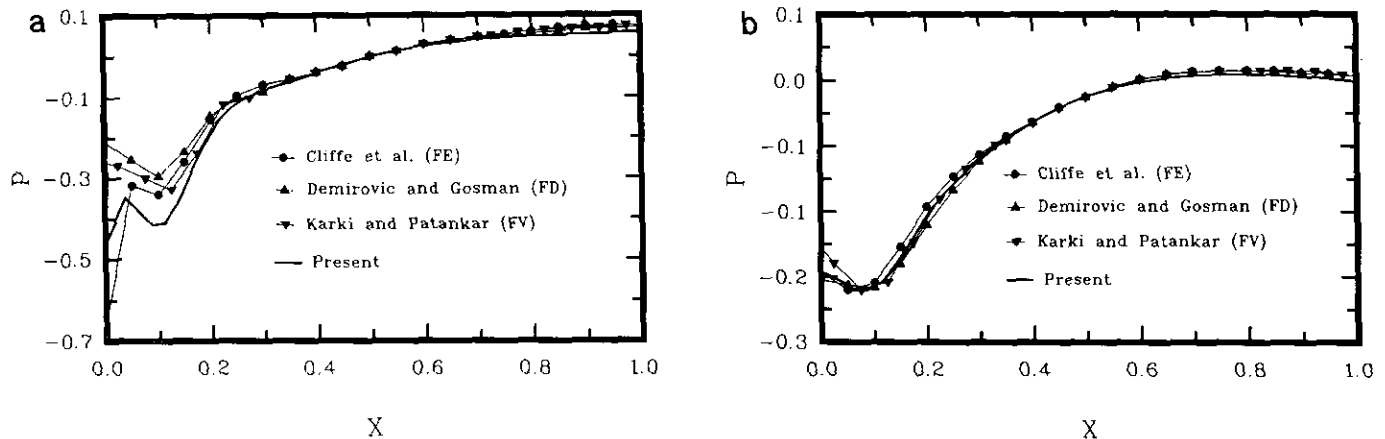 a
0.1
-0.1
-0.3
-0.5
-0.7
P
Cliffe et al. (FE)
Demirovic and Gosman (FD)
Karki and Patankar (FV)
Present
0.0 0.2 0.4 0.6 0.8 1.0
X
b
0.1
0.0
-0.1
-0.1
-0.2
-0.3
P
Cliffe et al. (FE)
Demirovic and Gosman (FD)
Karki and Patankar (FV)
Present
0.0 0.2 0.4 0.6 0.8 1.0
X